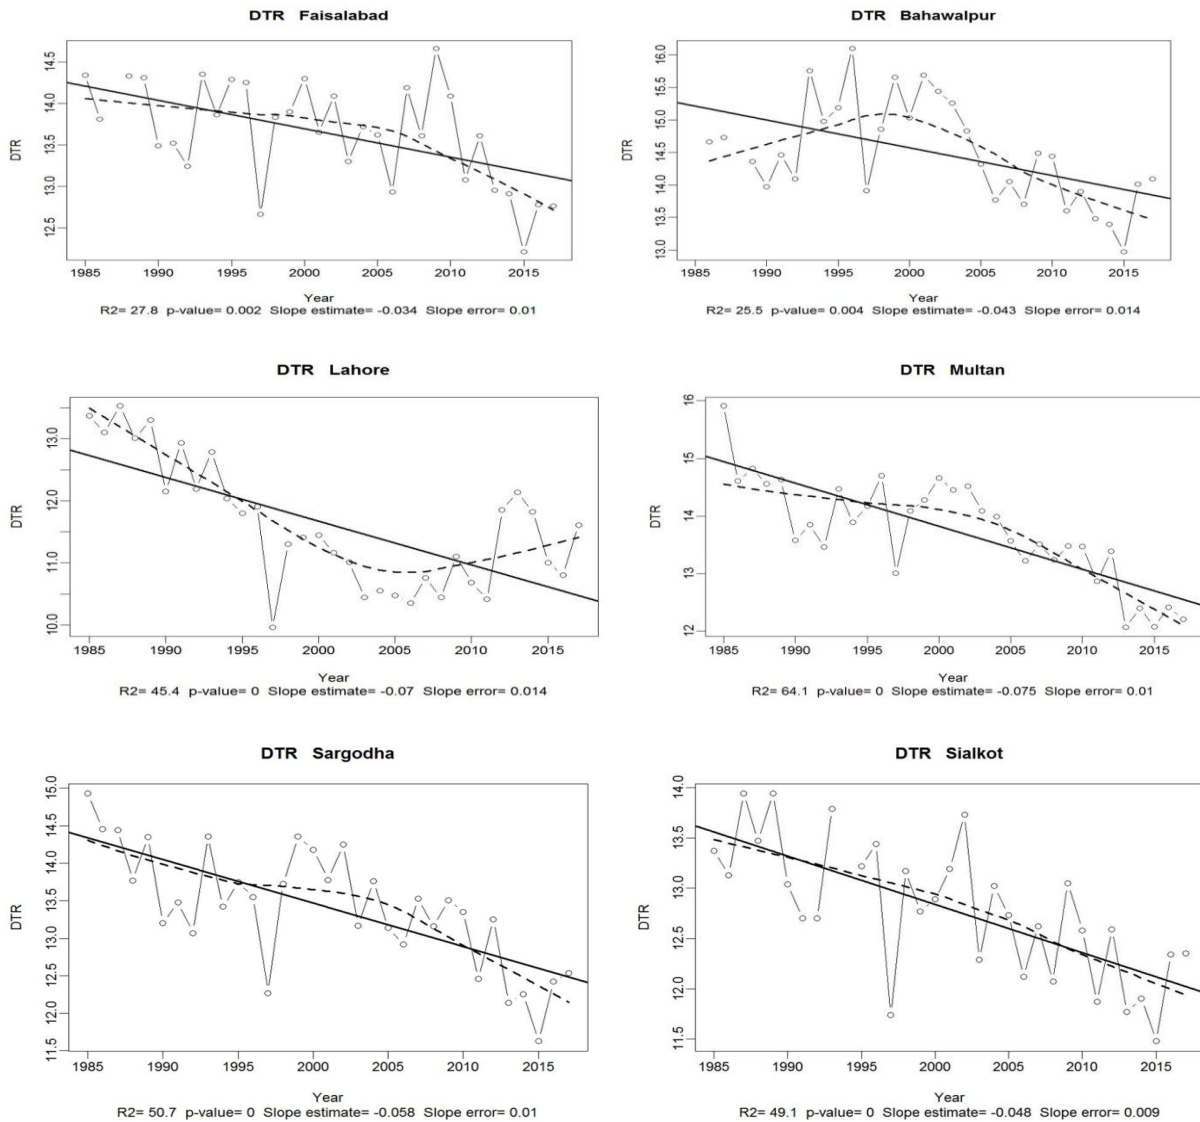 DTR Faisalabad
14.5
14.0
13.5
13.0
12.5
DTR
1985 1990 1995 2000 2005 2010 2015
Year
R2= 27.8 p-value= 0.002 Slope estimate= -0.034 Slope error= 0.01
DTR Bahawalpur
16.0
15.5
15.0
14.5
14.0
13.5
13.0
DTR
1985 1990 1995 2000 2005 2010 2015
Year
R2= 25.5 p-value= 0.004 Slope estimate= -0.043 Slope error= 0.014
DTR Lahore
13.0
12.0
11.0
10.0
DTR
1985 1990 1995 2000 2005 2010 2015
Year
R2= 45.4 p-value= 0 Slope estimate= -0.07 Slope error= 0.014
DTR Multan
16
15
14
13
12
DTR
1985 1990 1995 2000 2005 2010 2015
Year
R2= 64.1 p-value= 0 Slope estimate= -0.075 Slope error= 0.01
DTR Sargodha
15.0
14.5
14.0
13.5
13.0
12.5
12.0
11.5
DTR
1985 1990 1995 2000 2005 2010 2015
Year
R2= 50.7 p-value= 0 Slope estimate= -0.058 Slope error= 0.01
DTR Sialkot
14.0
13.5
13.0
12.5
12.0
11.5
DTR
1985 1990 1995 2000 2005 2010 2015
Year
R2= 49.1 p-value= 0 Slope estimate= -0.048 Slope error= 0.009